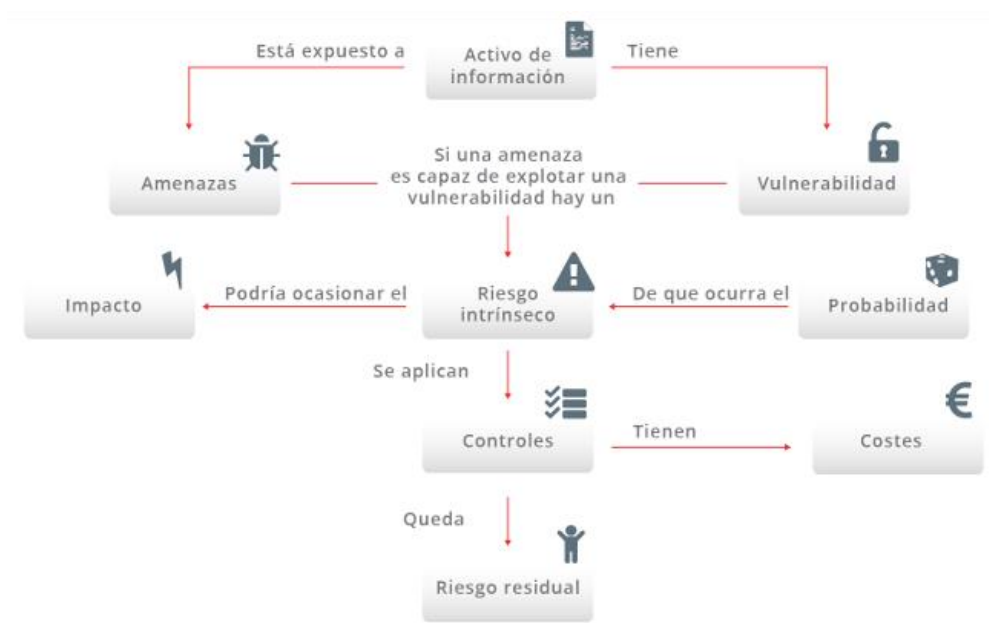 Está expuesto a
Activo de
información
Tiene
Amenazas
Si una amenaza
es capaz de explotar una
vulnerabilidad hay un
Vulnerabilidad
Impacto
Podría ocasionar el
Riesgo
intrínseco
De que ocurra el
Probabilidad
Se aplican
Controles
Tienen
€
Costes
Queda
Riesgo residual